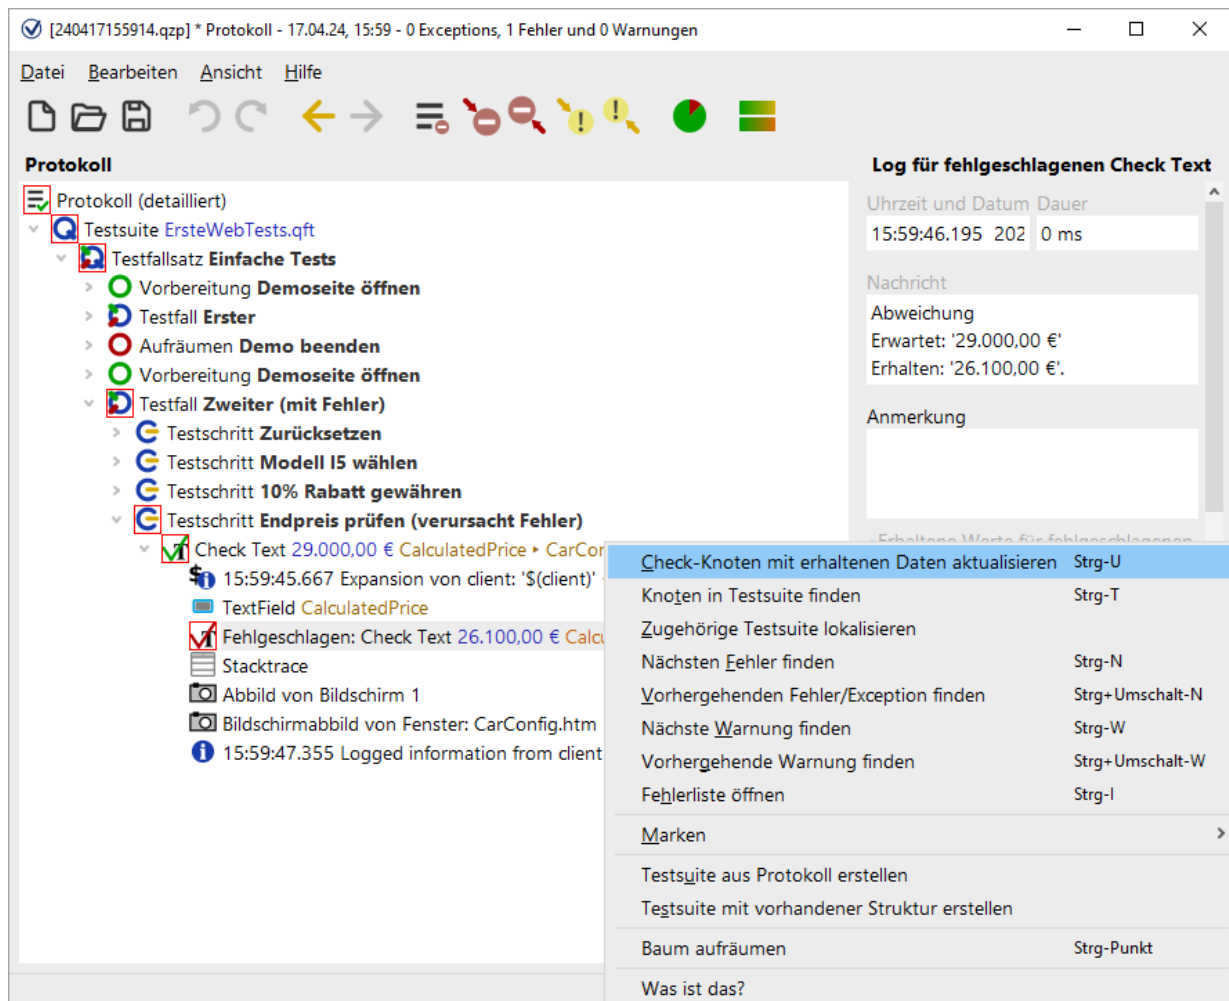 [240417155914.qzp] * Protokoll - 17.04.24, 15:59 - 0 Exceptions, 1 Fehler und 0 Warnungen
Datei Bearbeiten Ansicht Hilfe
Protokoll
Protokoll (detailliert)
Testsuite ErsteWebTests.qft
Testfallsatz Einfache Tests
Vorbereitung Demoseite öffnen
Testfall Erster
Aufräumen Demo beenden
Vorbereitung Demoseite öffnen
Testfall Zweiter (mit Fehler)
Testschritt Zurücksetzen
Testschritt Modell I5 wählen
Testschritt 10% Rabatt gewähren
Testschritt Endpreis prüfen (verursacht Fehler)
Check Text 29.000,00 € CalculatedPrice ‣ CarCor
15:59:45.667 Expansion von client: '$(client)'
TextField CalculatedPrice
Fehlgeschlagen: Check Text 26.100,00 € Calcu
Stacktrace
Abbild von Bildschirm 1
Bildschirmabbild von Fenster: CarConfig.htm
15:59:47.355 Logged information from client
Log für fehlgeschlagenen Check Text
Uhrzeit und Datum Dauer
15:59:46.195 202 0 ms
Nachricht
Abweichung
Erwartet: '29.000,00 €'
Erhalten: '26.100,00 €'.
Anmerkung
Erhaltene Werte für fehlgeschlagenen
Check-Knoten mit erhaltenen Daten aktualisieren Strg-U
Knoten in Testsuite finden Strg-T
Zugehörige Testsuite lokalisieren
Nächsten Fehler finden Strg-N
Vorhergehenden Fehler/Exception finden Strg+Umschalt-N
Nächste Warnung finden Strg-W
Vorhergehende Warnung finden Strg+Umschalt-W
Fehlerliste öffnen Strg-I
Marken
Testsuite aus Protokoll erstellen
Testsuite mit vorhandener Struktur erstellen
Baum aufräumen Strg-Punkt
Was ist das?